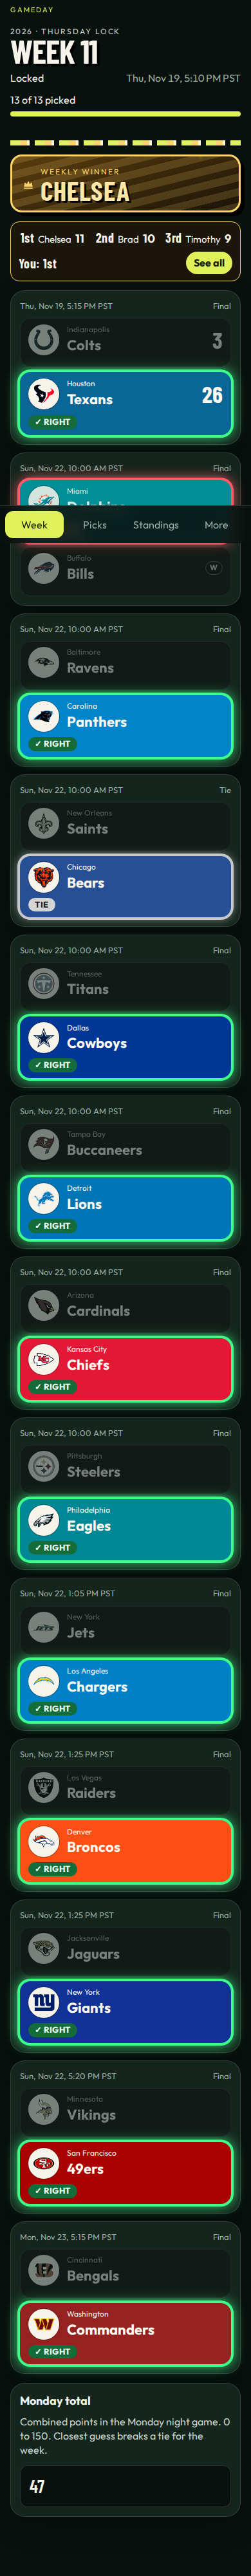 GAMEDAY
2026 · THURSDAY LOCK
WEEK 11
Locked Thu, Nov 19, 5:10 PM PST
13 of 13 picked
WEEKLY WINNER
CHELSEA
1st Chelsea 11 2nd Brad 10 3rd Timothy 9
You: 1st See all
Thu, Nov 19, 5:15 PM PST Final
Indianapolis
Colts 3
Houston
Texans 26
✓ RIGHT
Sun, Nov 22, 10:00 AM PST Final
Miami
Dolphins
Week Picks Standings More
Buffalo
Bills W
Sun, Nov 22, 10:00 AM PST Final
Baltimore
Ravens
Carolina
Panthers
✓ RIGHT
Sun, Nov 22, 10:00 AM PST Tie
New Orleans
Saints
Chicago
Bears
TIE
Sun, Nov 22, 10:00 AM PST Final
Tennessee
Titans
Dallas
Cowboys
✓ RIGHT
Sun, Nov 22, 10:00 AM PST Final
Tampa Bay
Buccaneers
Detroit
Lions
✓ RIGHT
Sun, Nov 22, 10:00 AM PST Final
Arizona
Cardinals
Kansas City
Chiefs
✓ RIGHT
Sun, Nov 22, 10:00 AM PST Final
Pittsburgh
Steelers
Philadelphia
Eagles
✓ RIGHT
Sun, Nov 22, 1:05 PM PST Final
New York
Jets
Los Angeles
Chargers
✓ RIGHT
Sun, Nov 22, 1:25 PM PST Final
Las Vegas
Raiders
Denver
Broncos
✓ RIGHT
Sun, Nov 22, 1:25 PM PST Final
Jacksonville
Jaguars
New York
Giants
✓ RIGHT
Sun, Nov 22, 5:20 PM PST Final
Minnesota
Vikings
San Francisco
49ers
✓ RIGHT
Mon, Nov 23, 5:15 PM PST Final
Cincinnati
Bengals
Washington
Commanders
✓ RIGHT
Monday total
Combined points in the Monday night game. 0
to 150. Closest guess breaks a tie for the
week.
47